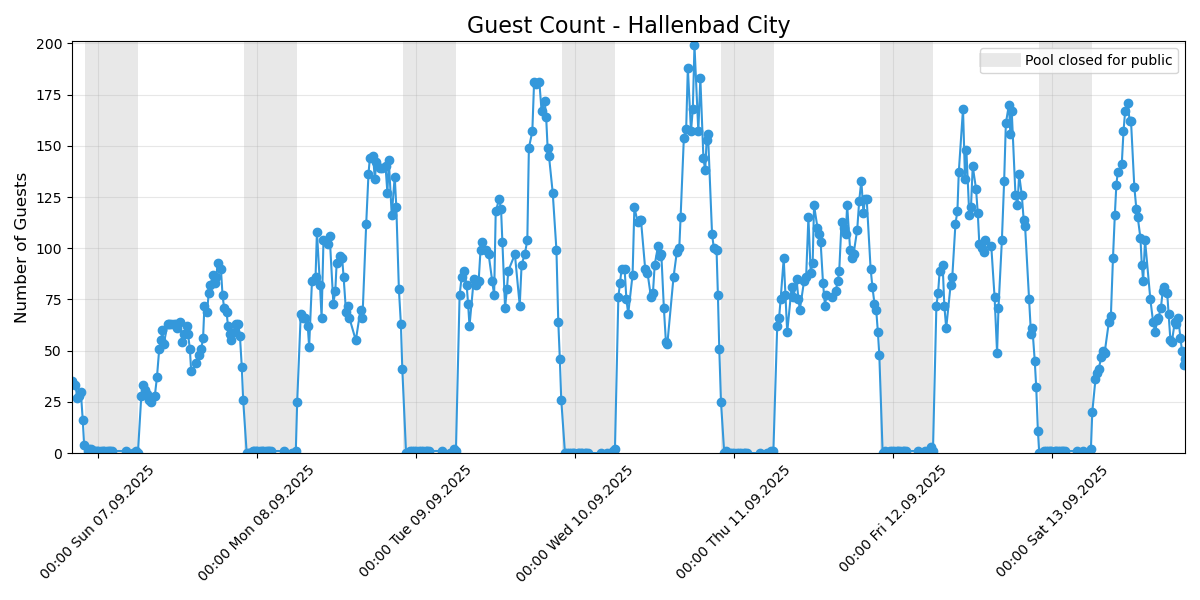 Guest Count - Hallenbad City
Pool closed for public
Number of Guests
200
175
150
125
100
75
50
25
0
00:00 Sun 07.09.2025
00:00 Mon 08.09.2025
00:00 Tue 09.09.2025
00:00 Wed 10.09.2025
00:00 Thu 11.09.2025
00:00 Fri 12.09.2025
00:00 Sat 13.09.2025